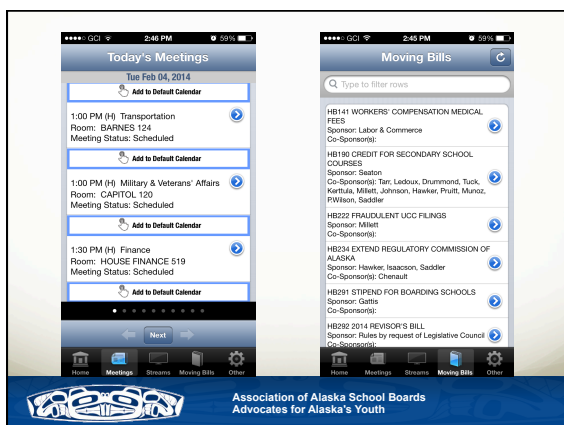 GCI 2:46 PM 59%
Today's Meetings
Tue Feb 04, 2014
Add to Default Calendar
1:00 PM (H) Transportation
Room: BARNES 124
Meeting Status: Scheduled
Add to Default Calendar
1:00 PM (H) Military & Veterans' Affairs
Room: CAPITOL 120
Meeting Status: Scheduled
Add to Default Calendar
1:30 PM (H) Finance
Room: HOUSE FINANCE 519
Meeting Status: Scheduled
Add to Default Calendar
Next
Home Meetings Streams Moving Bills Other
GCI 2:45 PM 59%
Moving Bills
Type to filter rows
HB141 WORKERS' COMPENSATION MEDICAL
FEES
Sponsor: Labor & Commerce
Co-Sponsor(s):
HB190 CREDIT FOR SECONDARY SCHOOL
COURSES
Sponsor: Seaton
Co-Sponsor(s): Tarr, Ledoux, Drummond, Tuck,
Kerttula, Millett, Johnson, Hawker, Pruitt, Munoz,
P.Wilson, Saddler
HB222 FRAUDULENT UCC FILINGS
Sponsor: Millett
Co-Sponsor(s):
HB234 EXTEND REGULATORY COMMISSION OF
ALASKA
Sponsor: Hawker, Isaacson, Saddler
Co-Sponsor(s): Chenault
HB291 STIPEND FOR BOARDING SCHOOLS
Sponsor: Gattis
Co-Sponsor(s):
HB292 2014 REVISOR'S BILL
Sponsor: Rules by request of Legislative Council
Co-Sponsor(s):
Home Meetings Streams Moving Bills Other
Association of Alaska School Boards
Advocates for Alaska's Youth